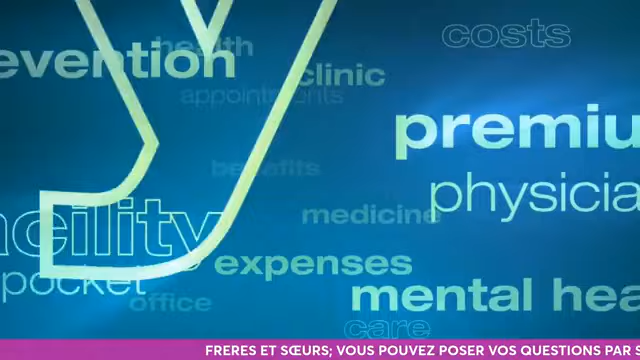 costs
health
evention
clinic
appointments
premiu
benefits
physicia
medicine
acility
expenses
pocket
mental hea
office
care
FRERES ET SŒURS; VOUS POUVEZ POSER VOS QUESTIONS PAR S